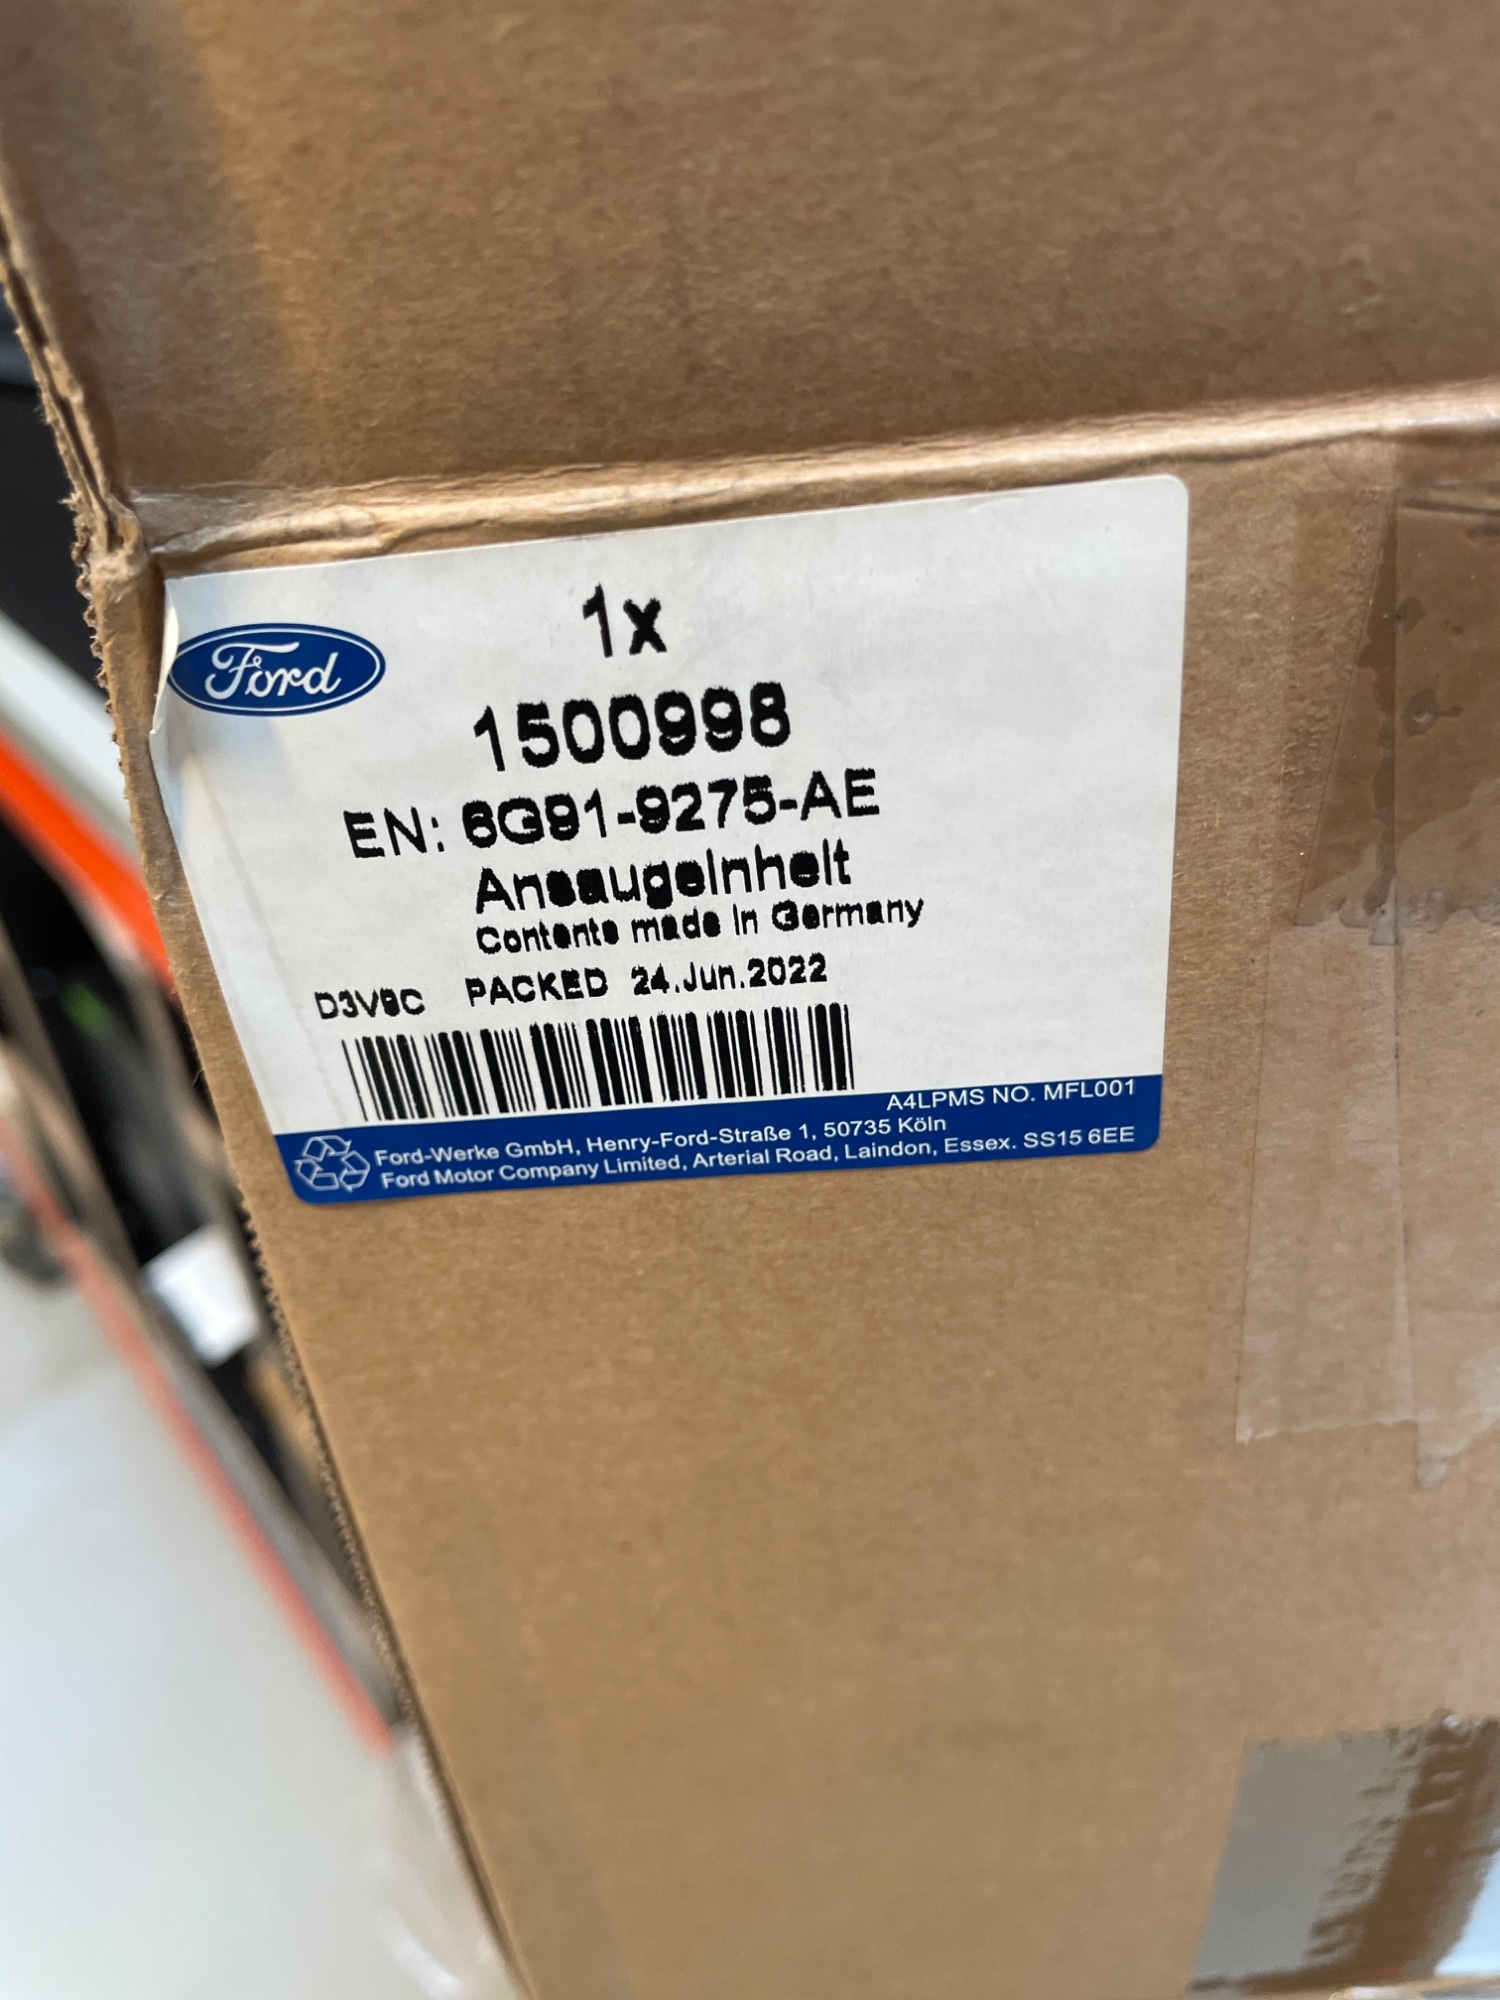 Ford
1x
1500998
EN: 6G91-9275-AE
Ansaugeinheit
Contents made in Germany
D3V9C PACKED 24.Jun.2022
A4LPMS NO. MFL001
Ford-Werke GmbH, Henry-Ford-Straße 1, 50735 Köln
Ford Motor Company Limited, Arterial Road, Laindon, Essex. SS15 6EE